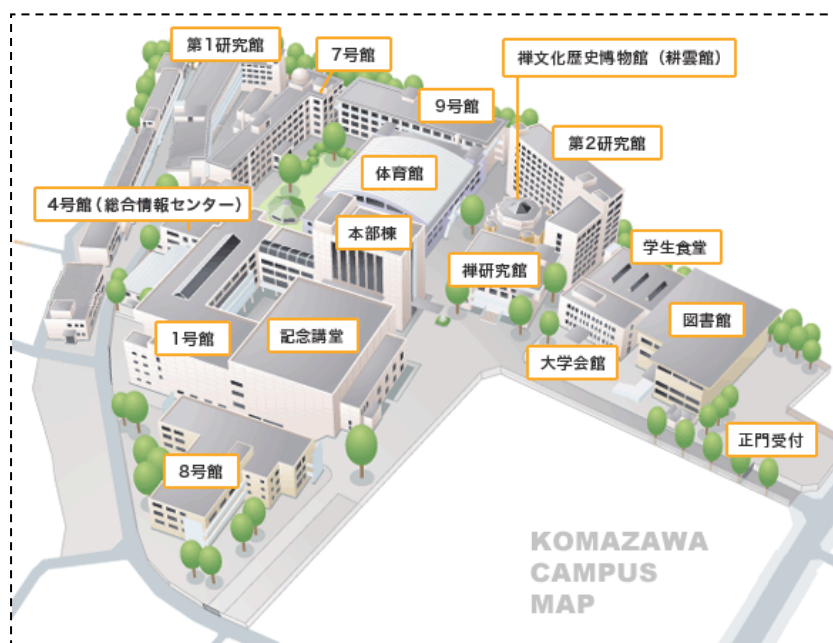 第1研究館
7号館
禅文化歴史博物館（耕雲館）
9号館
第2研究館
体育館
4号館（総合情報センター）
本部棟
学生食堂
禅研究館
図書館
1号館
記念講堂
大学会館
正門受付
8号館
KOMAZAWA
CAMPUS
MAP